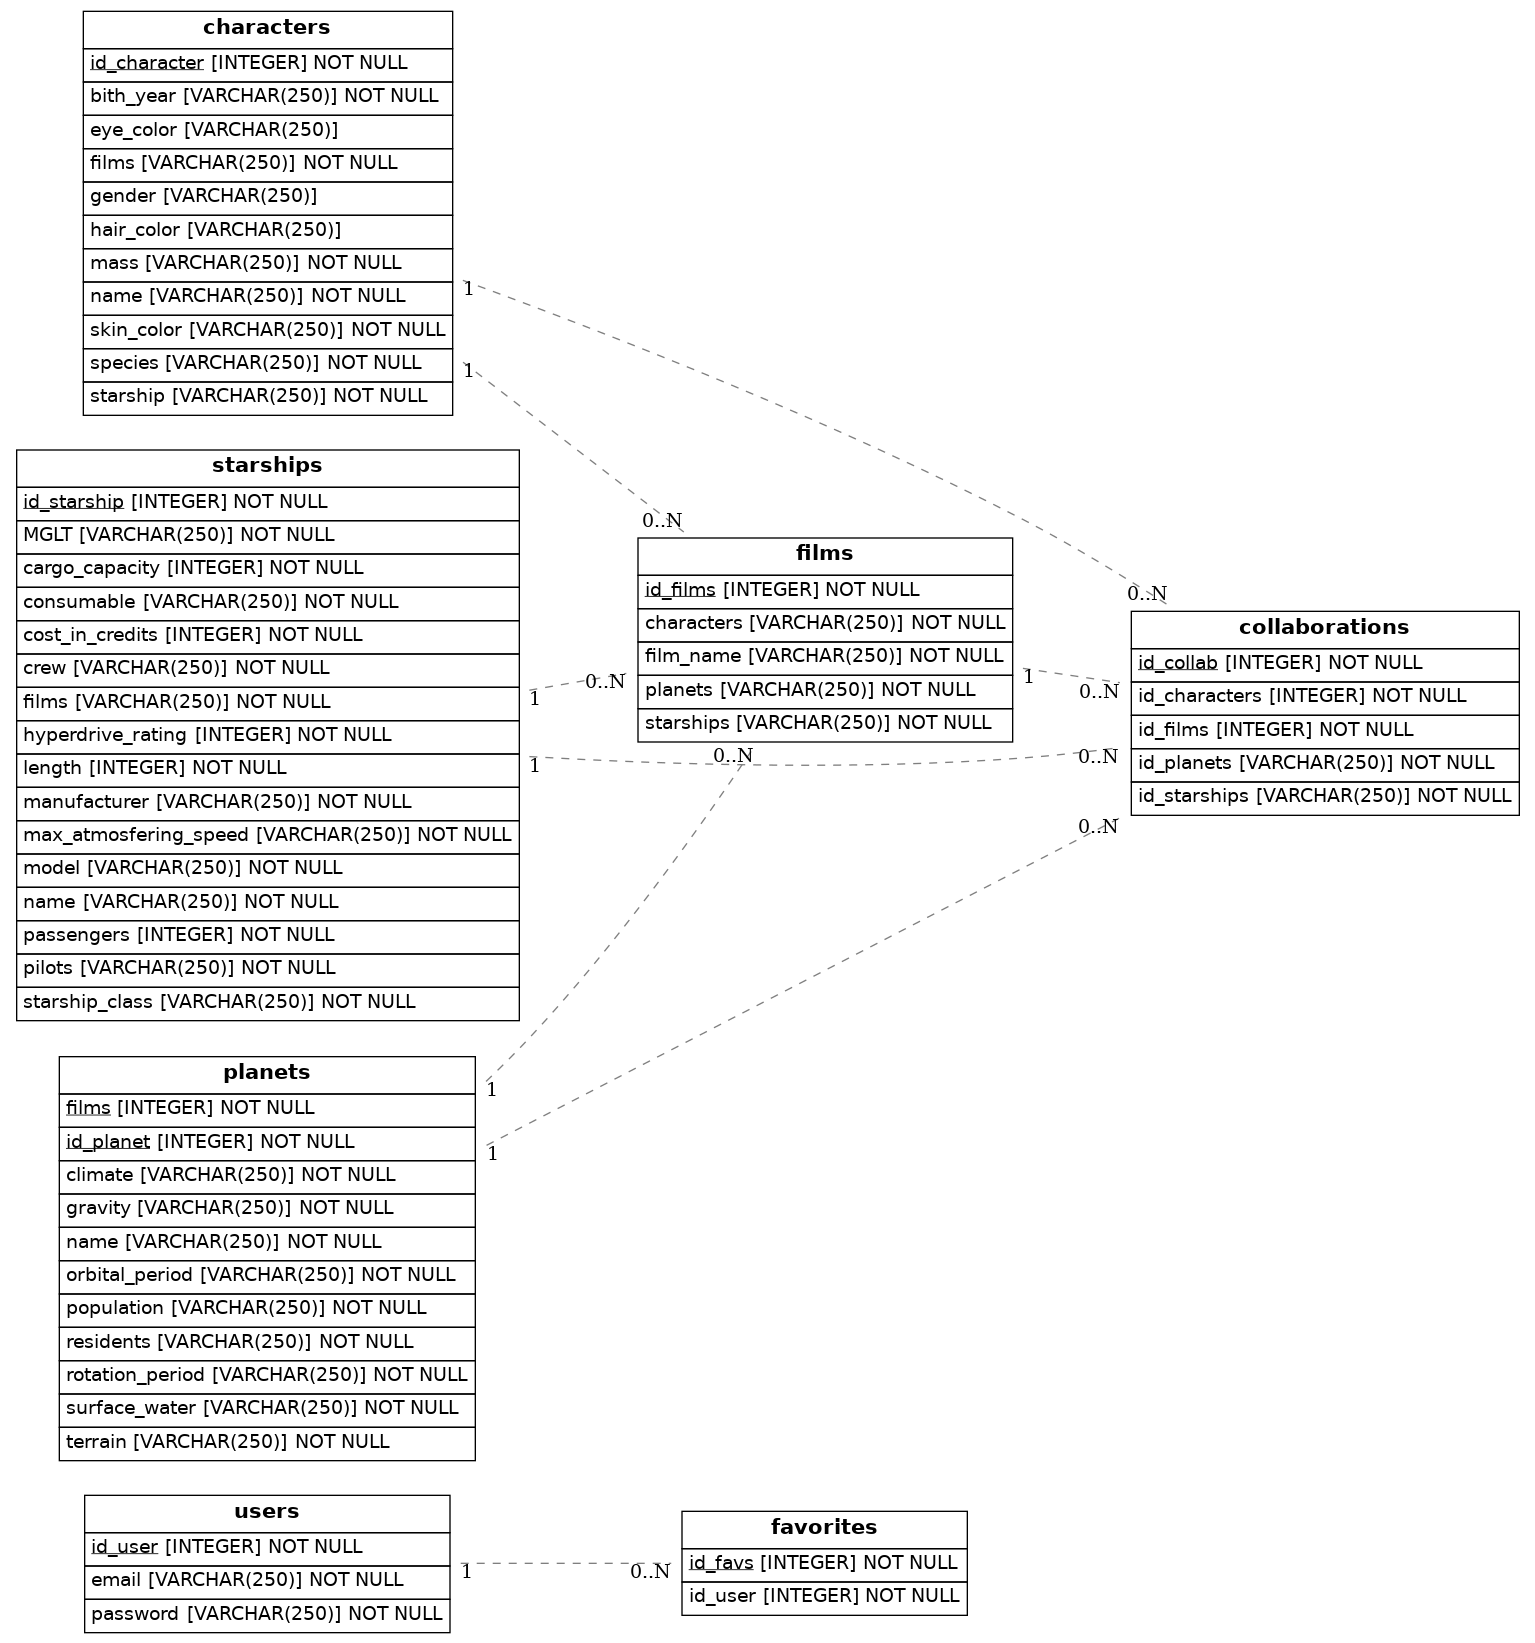 characters
id_character [INTEGER] NOT NULL
bith_year [VARCHAR(250)] NOT NULL
eye_color [VARCHAR(250)]
films [VARCHAR(250)] NOT NULL
gender [VARCHAR(250)]
hair_color [VARCHAR(250)]
mass [VARCHAR(250)] NOT NULL
name [VARCHAR(250)] NOT NULL
skin_color [VARCHAR(250)] NOT NULL
species [VARCHAR(250)] NOT NULL
starship [VARCHAR(250)] NOT NULL
1
1
starships
id_starship [INTEGER] NOT NULL
MGLT [VARCHAR(250)] NOT NULL
cargo_capacity [INTEGER] NOT NULL
consumable [VARCHAR(250)] NOT NULL
cost_in_credits [INTEGER] NOT NULL
crew [VARCHAR(250)] NOT NULL
films [VARCHAR(250)] NOT NULL
hyperdrive_rating [INTEGER] NOT NULL
length [INTEGER] NOT NULL
manufacturer [VARCHAR(250)] NOT NULL
max_atmosfering_speed [VARCHAR(250)] NOT NULL
model [VARCHAR(250)] NOT NULL
name [VARCHAR(250)] NOT NULL
passengers [INTEGER] NOT NULL
pilots [VARCHAR(250)] NOT NULL
starship_class [VARCHAR(250)] NOT NULL
1
1
0..N
0..N
films
id_films [INTEGER] NOT NULL
characters [VARCHAR(250)] NOT NULL
film_name [VARCHAR(250)] NOT NULL
planets [VARCHAR(250)] NOT NULL
starships [VARCHAR(250)] NOT NULL
0..N
1
0..N
0..N
0..N
0..N
collaborations
id_collab [INTEGER] NOT NULL
id_characters [INTEGER] NOT NULL
id_films [INTEGER] NOT NULL
id_planets [VARCHAR(250)] NOT NULL
id_starships [VARCHAR(250)] NOT NULL
planets
films [INTEGER] NOT NULL
id_planet [INTEGER] NOT NULL
climate [VARCHAR(250)] NOT NULL
gravity [VARCHAR(250)] NOT NULL
name [VARCHAR(250)] NOT NULL
orbital_period [VARCHAR(250)] NOT NULL
population [VARCHAR(250)] NOT NULL
residents [VARCHAR(250)] NOT NULL
rotation_period [VARCHAR(250)] NOT NULL
surface_water [VARCHAR(250)] NOT NULL
terrain [VARCHAR(250)] NOT NULL
1
1
users
id_user [INTEGER] NOT NULL
email [VARCHAR(250)] NOT NULL
password [VARCHAR(250)] NOT NULL
1
0..N
favorites
id_favs [INTEGER] NOT NULL
id_user [INTEGER] NOT NULL